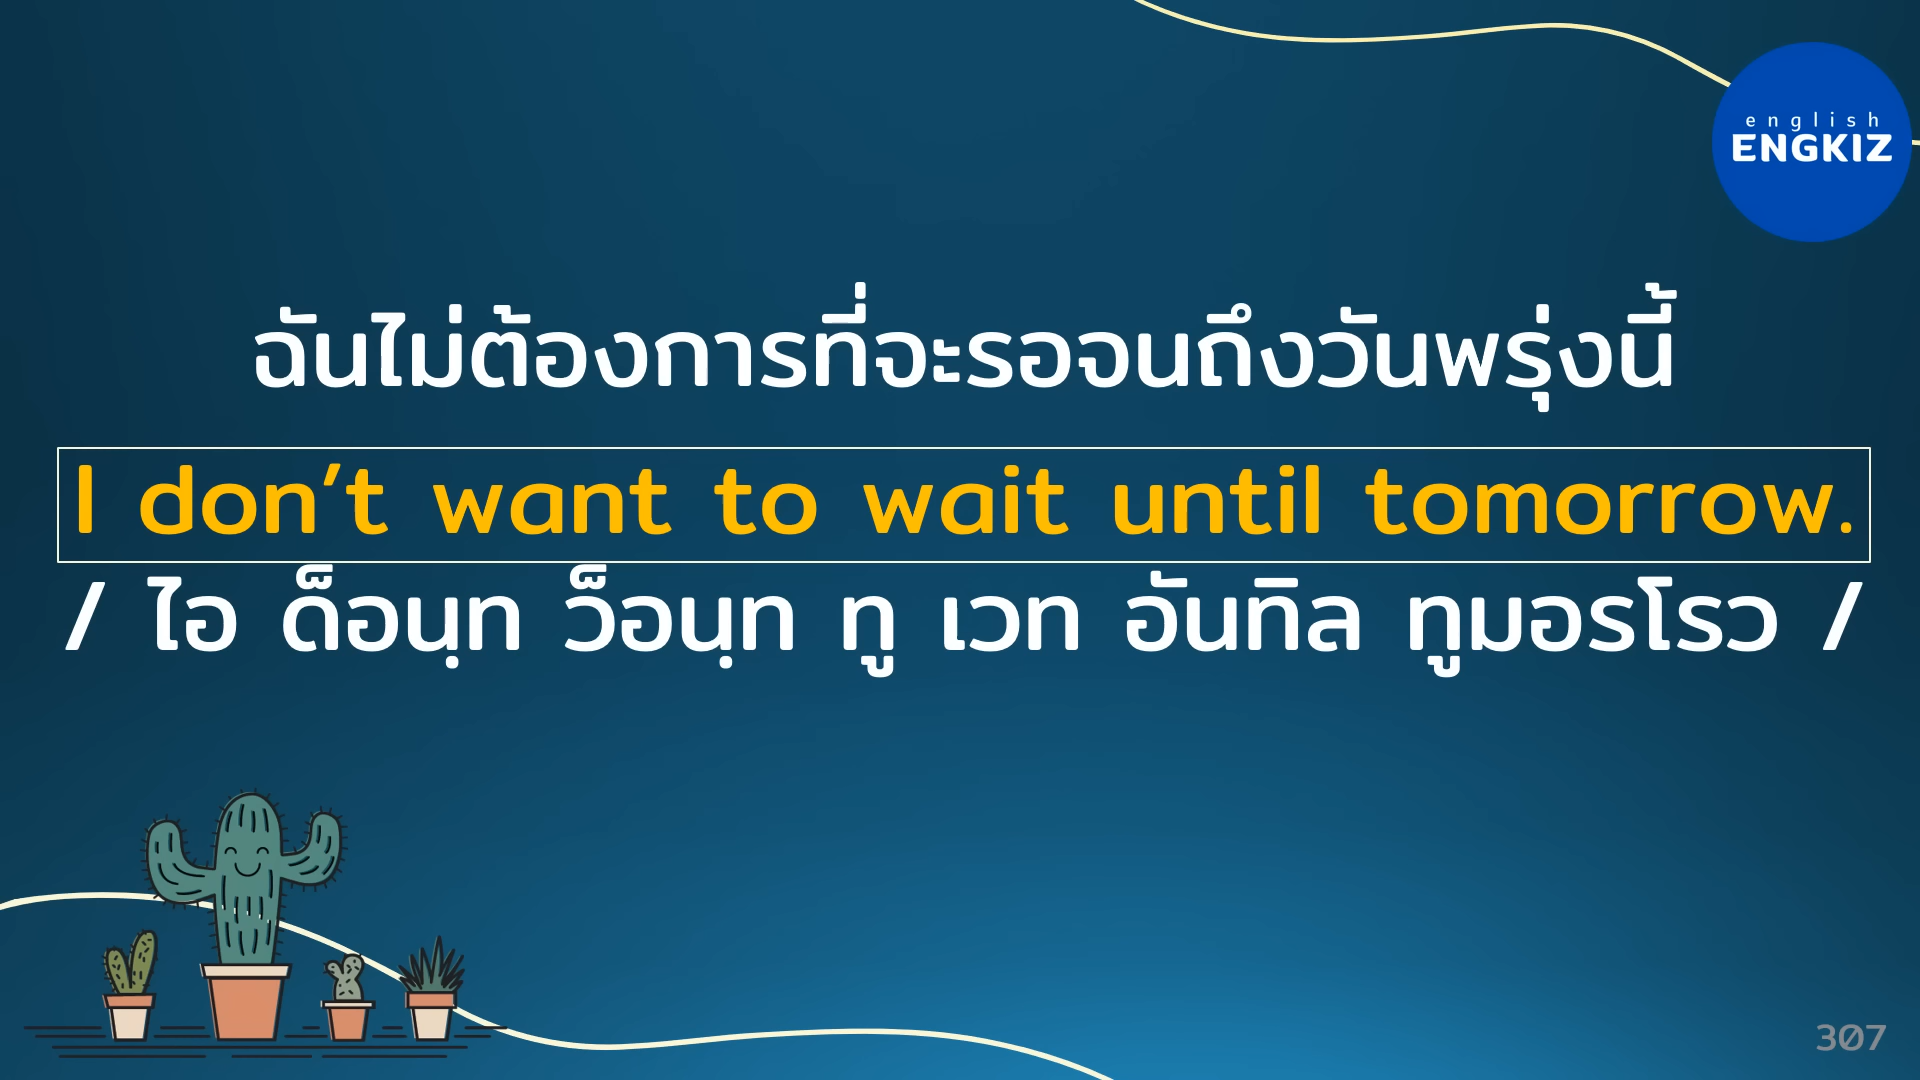 english
ENGKIZ
ฉันไม่ต้องการที่จะรอจนถึงวันพรุ่งนี้
I don’t want to wait until tomorrow.
/ ไอ ด็อนฺท ว็อนฺท ทู เวท อันทิล ทูมอรโรว /
307